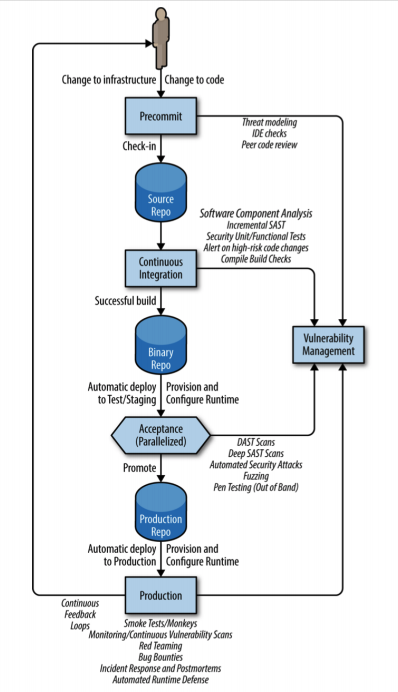 Change to infrastructure
Change to code
Precommit
Threat modeling
IDE checks
Peer code review
Check-in
Source
Repo
Software Component Analysis
Incremental SAST
Security Unit/Functional Tests
Alert on high-risk code changes
Compile Build Checks
Continuous
Integration
Successful build
Vulnerability
Management
Binary
Repo
Automatic deploy
to Test/Staging
Provision and
Configure Runtime
Acceptance
(Parallelized)
DAST Scans
Deep SAST Scans
Automated Security Attacks
Fuzzing
Pen Testing (Out of Band)
Promote
Production
Repo
Automatic deploy
to Production
Provision and
Configure Runtime
Production
Continuous
Feedback
Loops
Smoke Tests/Monkeys
Monitoring/Continuous Vulnerability Scans
Red Teaming
Bug Bounties
Incident Response and Postmortems
Automated Runtime Defense